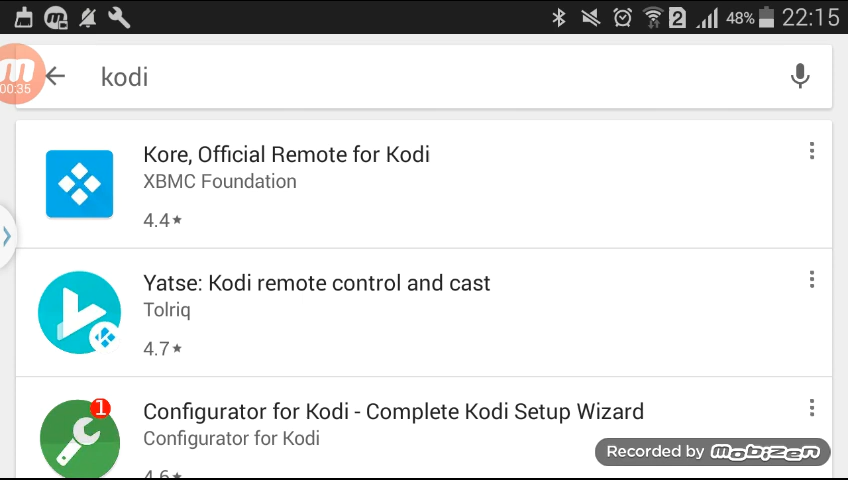 2 48% 22:15
00:35
kodi
Kore, Official Remote for Kodi
XBMC Foundation
4.4★
Yatse: Kodi remote control and cast
Tolriq
4.7★
1
Configurator for Kodi - Complete Kodi Setup Wizard
Configurator for Kodi
4.6★
Recorded by mobizen